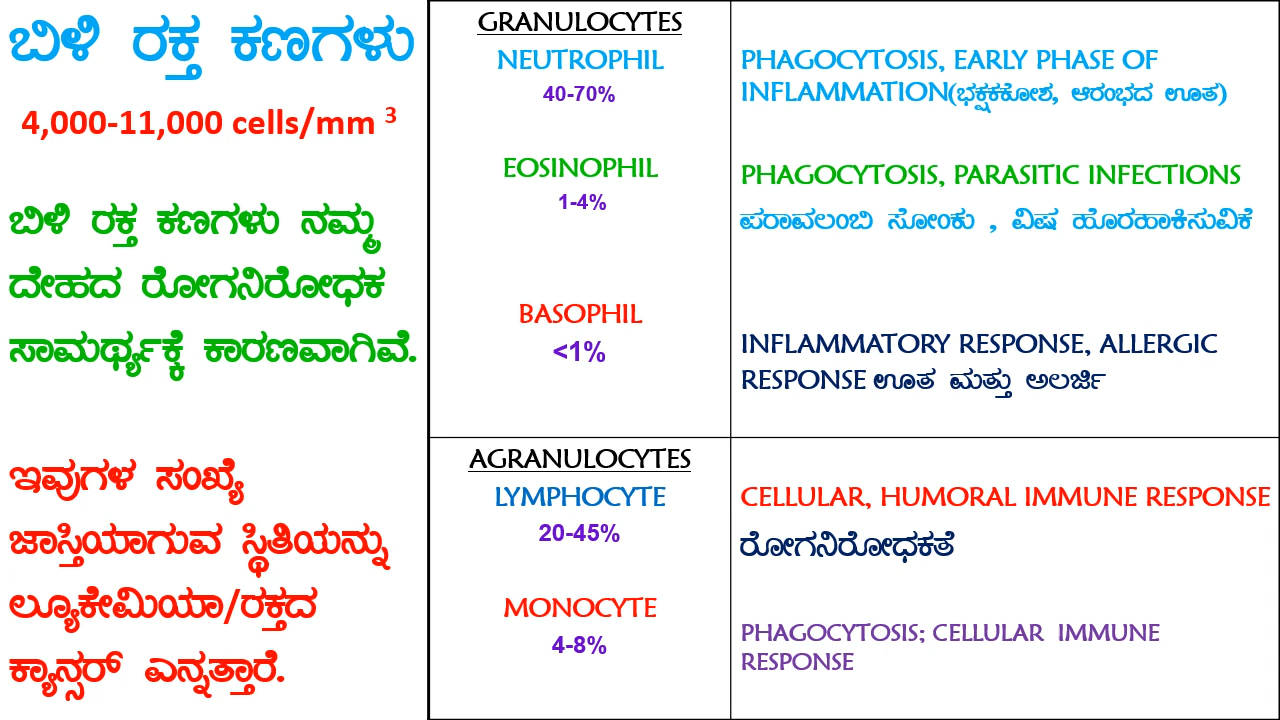 ಬಿಳಿ ರಕ್ತ ಕಣಗಳು
4,000-11,000 cells/mm ³
ಬಿಳಿ ರಕ್ತ ಕಣಗಳು ನಮ್ಮ
ದೇಹದ ರೋಗನಿರೋಧಕ
ಸಾಮರ್ಥ್ಯಕ್ಕೆ ಕಾರಣವಾಗಿವೆ.
ಇವುಗಳ ಸಂಖ್ಯೆ
ಜಾಸ್ತಿಯಾಗುವ ಸ್ಥಿತಿಯನ್ನು
ಲ್ಯೂಕೇಮಿಯಾ/ರಕ್ತದ
ಕ್ಯಾನ್ಸರ್ ಎನ್ನತ್ತಾರೆ.
GRANULOCYTES
NEUTROPHIL
40-70%
PHAGOCYTOSIS, EARLY PHASE OF
INFLAMMATION(ಭಕ್ಷಕಕೋಶ, ಆರಂಭದ ಊತ)
EOSINOPHIL
1-4%
PHAGOCYTOSIS, PARASITIC INFECTIONS
ಪರಾವಲಂಬಿ ಸೋಂಕು , ವಿಷ ಹೊರಹಾಕಿಸುವಿಕೆ
BASOPHIL
<1%
INFLAMMATORY RESPONSE, ALLERGIC
RESPONSE ಊತ ಮತ್ತು ಅಲರ್ಜಿ
AGRANULOCYTES
LYMPHOCYTE
20-45%
CELLULAR, HUMORAL IMMUNE RESPONSE
ರೋಗನಿರೋಧಕತೆ
MONOCYTE
4-8%
PHAGOCYTOSIS; CELLULAR IMMUNE
RESPONSE